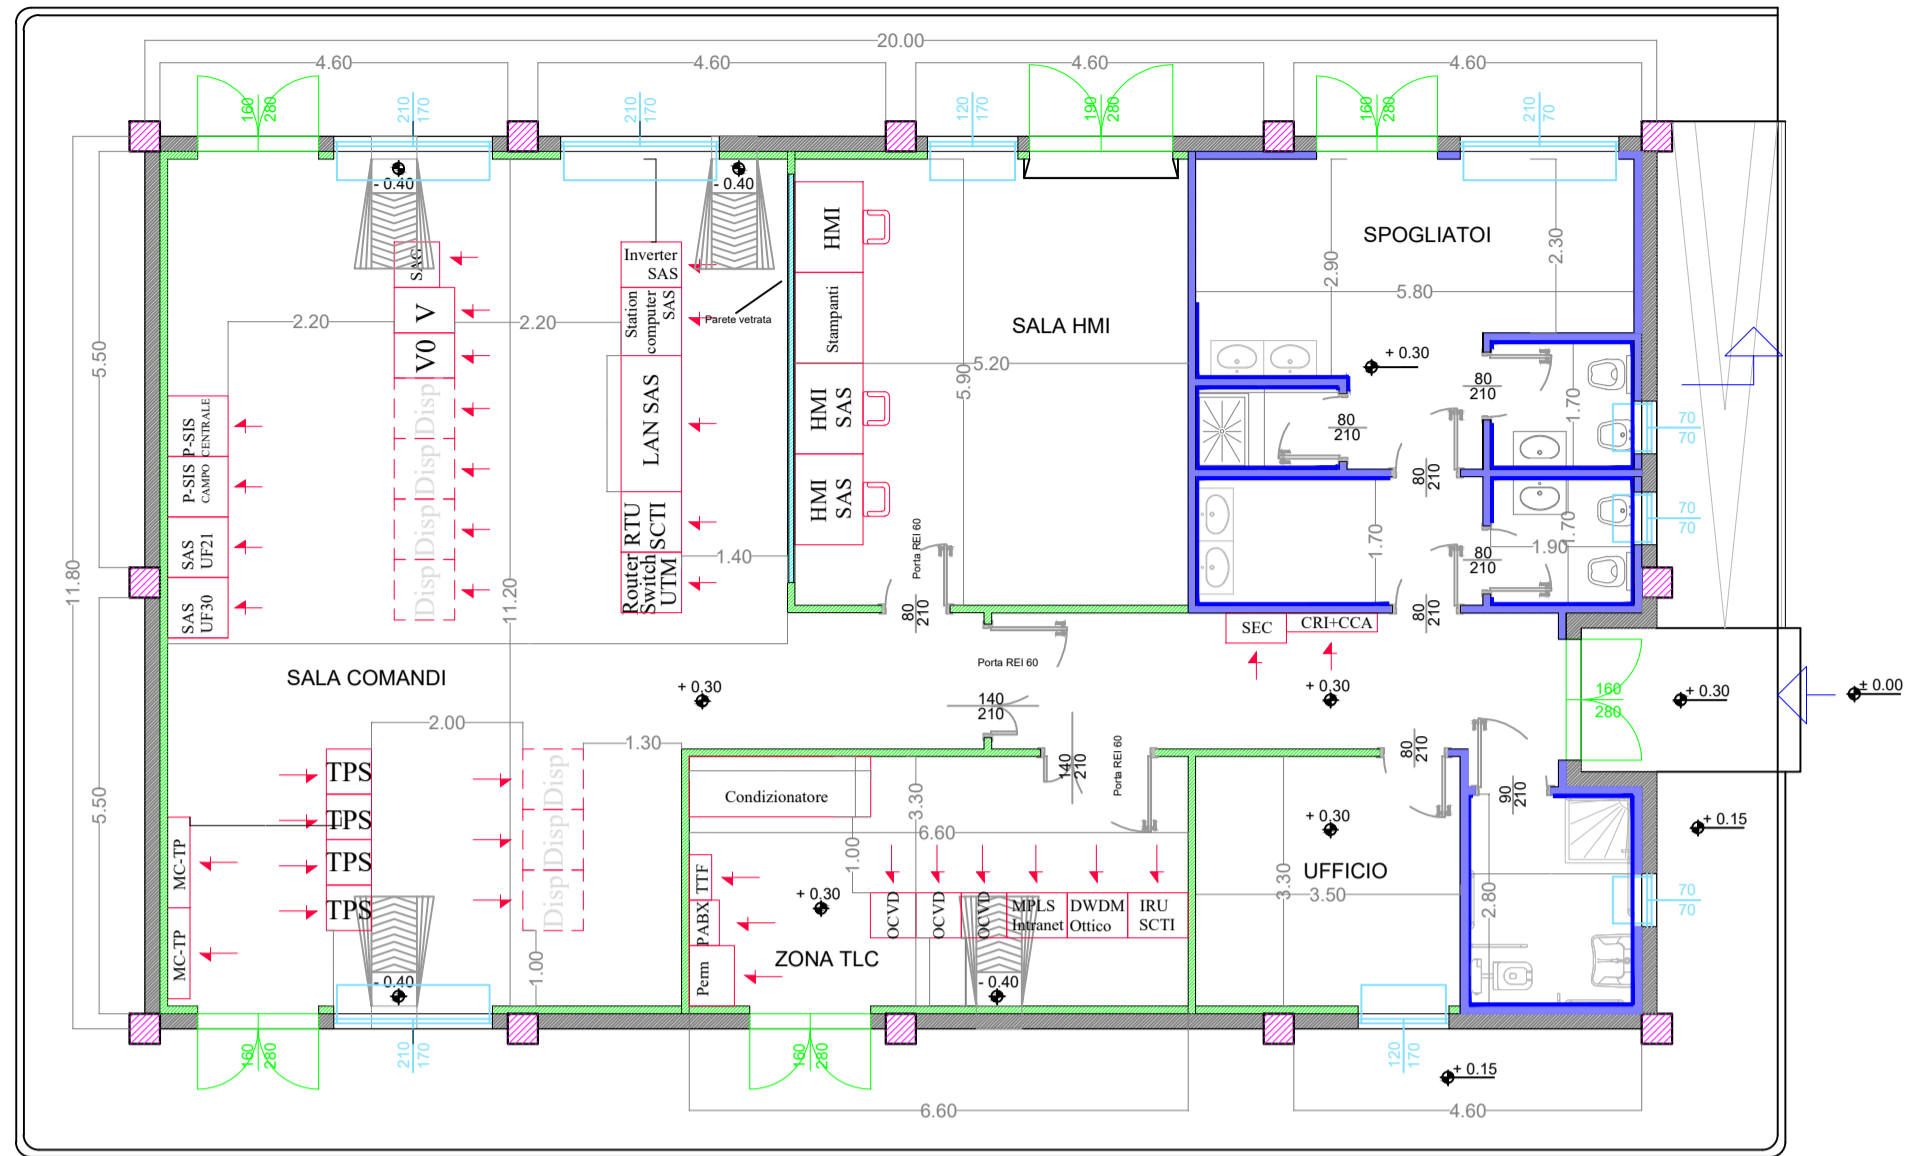 20.00
4.60
4.60
4.60
4.60
160
280
210
170
210
170
120
170
190
280
160
280
210
70
- 0.40
- 0.40
SAS
Inverter
SAS
Station
computer
SAS
Parete vetrata
HMI
Stampanti
HMI
SAS
HMI
SAS
SALA HMI
5.20
5.90
SPOGLIATOI
2.90
2.30
5.80
+ 0.30
80
210
80
210
80
210
80
210
80
210
1.70
1.70
1.70
1.90
70
70
70
70
2.20
2.20
V
V0
Disp
Disp
Disp
Disp
LAN SAS
RTU
SCTI
Router
Switch
UTM
1.40
5.50
11.80
11.20
P-SIS
CENTRALE
P-SIS
CAMPO
SAS
UF21
SAS
UF30
Porta REI 60
80
210
SEC
CRI+CCA
Porta REI 60
SALA COMANDI
+ 0.30
140
210
+ 0.30
160
280
+ 0.30
± 0.00
2.00
1.30
Porta REI 60
140
210
80
210
90
210
TPS
TPS
TPS
TPS
Disp
Disp
Disp
5.50
MC-TP
MC-TP
1.00
Condizionatore
3.30
6.60
1.00
TTF
PABX
Perm
+ 0.30
OCVD
OCVD
OCVD
MPLS
Intranet
DWDM
Ottico
IRU
SCTI
ZONA TLC
+ 0.30
3.30
UFFICIO
3.50
2.80
+ 0.15
70
70
- 0.40
- 0.40
160
280
210
170
160
280
120
170
+ 0.15
6.60
4.60